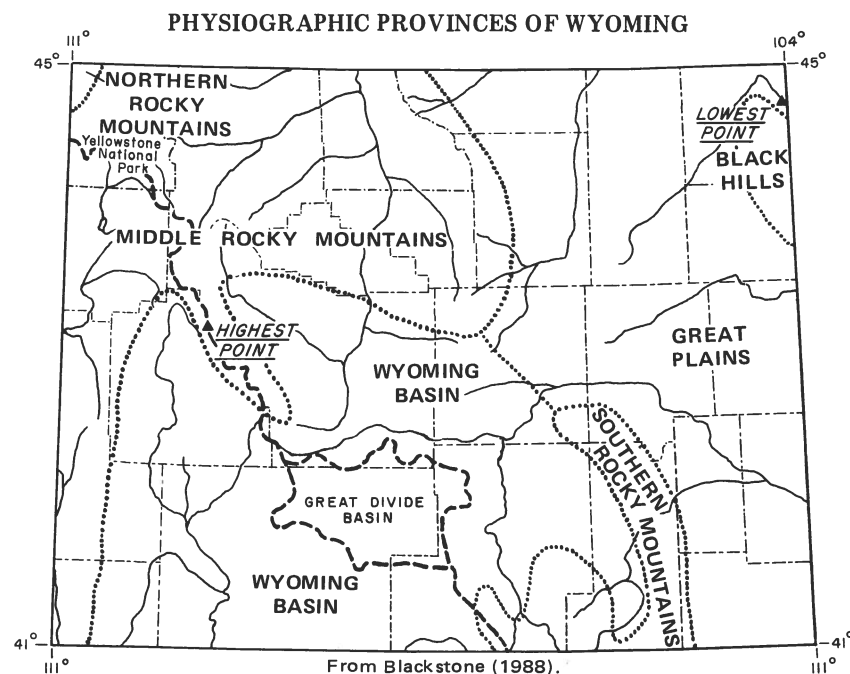 PHYSIOGRAPHIC PROVINCES OF WYOMING
111°
104°
45°
45°
NORTHERN
ROCKY
MOUNTAINS
Yellowstone
National
Park
LOWEST
POINT
BLACK
HILLS
MIDDLE ROCKY MOUNTAINS
HIGHEST
POINT
GREAT
PLAINS
WYOMING
BASIN
SOUTHERN
ROCKY MOUNTAINS
GREAT DIVIDE
BASIN
WYOMING
BASIN
41°
41°
111°
111°
From Blackstone (1988).